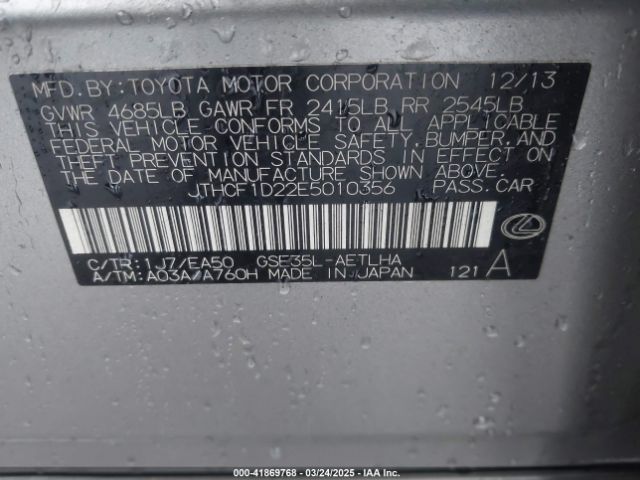 MFD. BY: TOYOTA MOTOR CORPORATION 12/13
GVWR 4685LB GAWR FR 2415LB RR 2545LB
THIS VEHICLE CONFORMS TO ALL APPLICABLE
FEDERAL MOTOR VEHICLE SAFETY, BUMPER, AND
THEFT PREVENTION STANDARDS IN EFFECT ON
THE DATE OF MANUFACTURE SHOWN ABOVE.
JTHCF1D22E5010356 PASS. CAR
C/TR: 1J7/EA50 GSE35L-AETLHA
A/TM: A03A/A760H MADE IN JAPAN 121 A
00-41869768 - 03/24/2025 - IAA Inc.